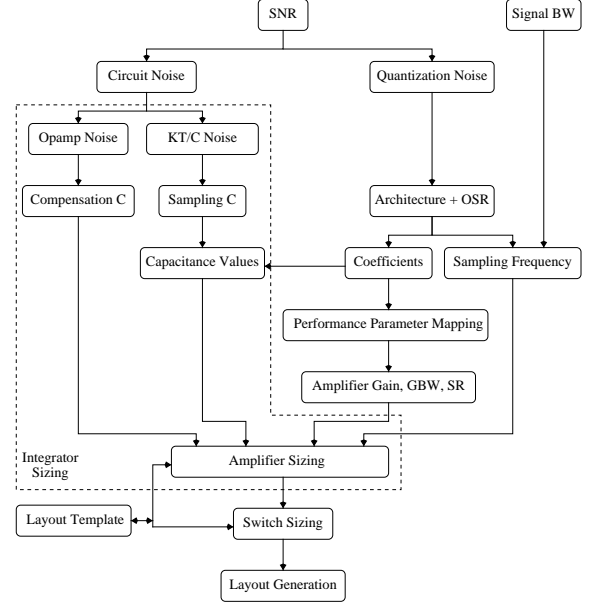 SNR
Signal BW
Circuit Noise
Quantization Noise
Opamp Noise
KT/C Noise
Compensation C
Sampling C
Architecture + OSR
Capacitance Values
Coefficients
Sampling Frequency
Performance Parameter Mapping
Amplifier Gain, GBW, SR
Integrator
Sizing
Amplifier Sizing
Layout Template
Switch Sizing
Layout Generation